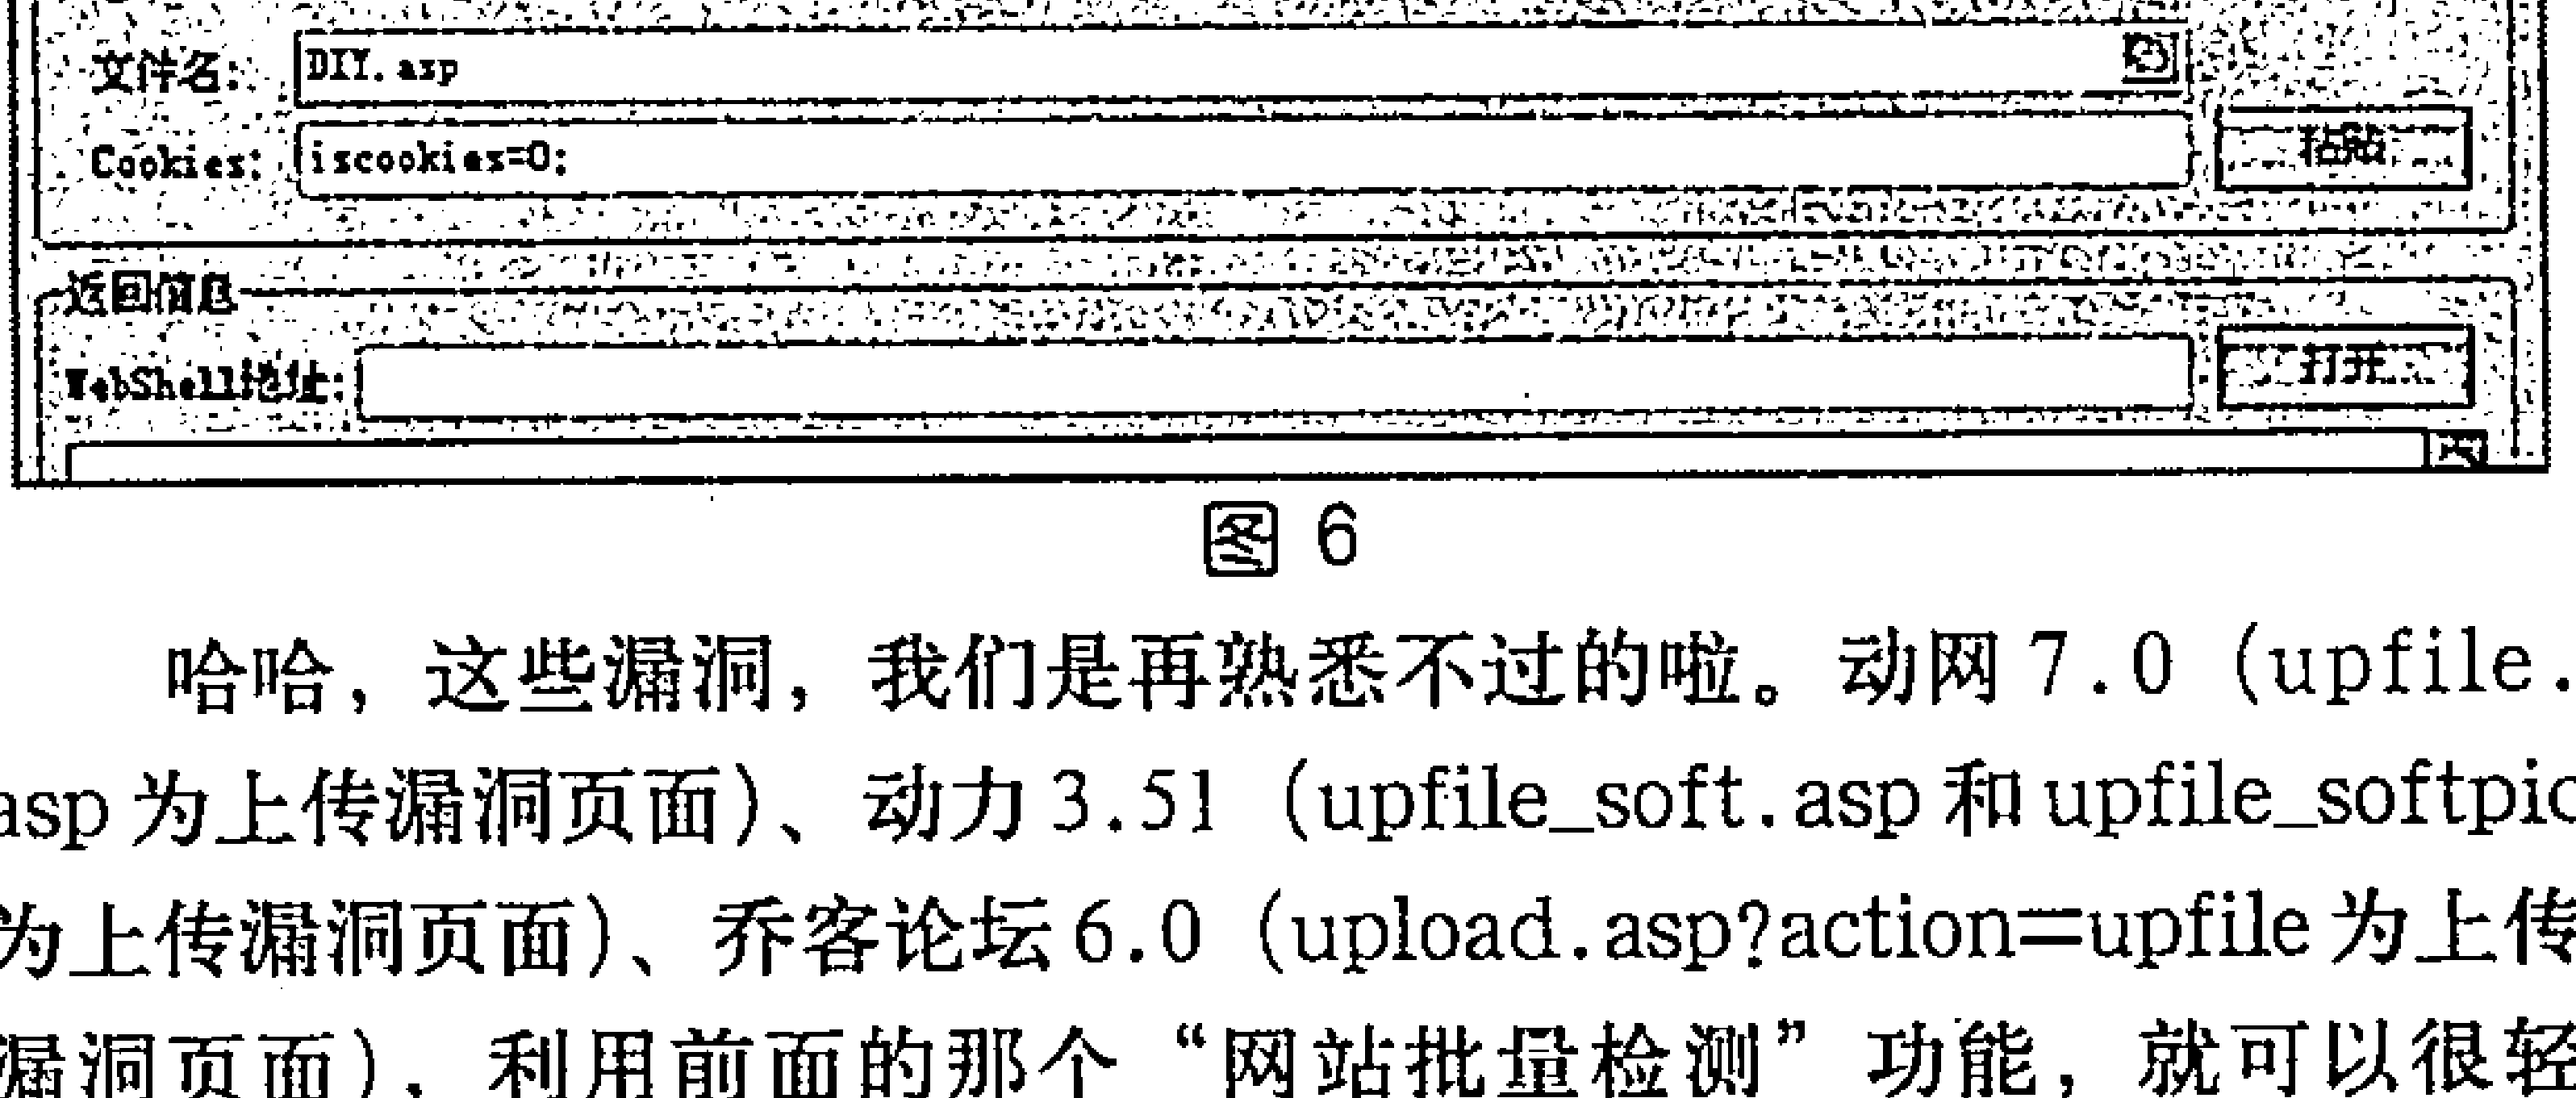 文件名: DIY.asp
Cookies: iscookies=0; 粘贴
返回信息
WebShell地址: 打开
图 6
哈哈，这些漏洞，我们是再熟悉不过的啦。动网 7.0（upfile.
asp 为上传漏洞页面）、动力 3.51（upfile_soft.asp 和 upfile_softpic
为上传漏洞页面）、乔客论坛 6.0（upload.asp?action=upfile 为上传
漏洞页面），利用前面的那个“网站批量检测”功能，就可以很轻